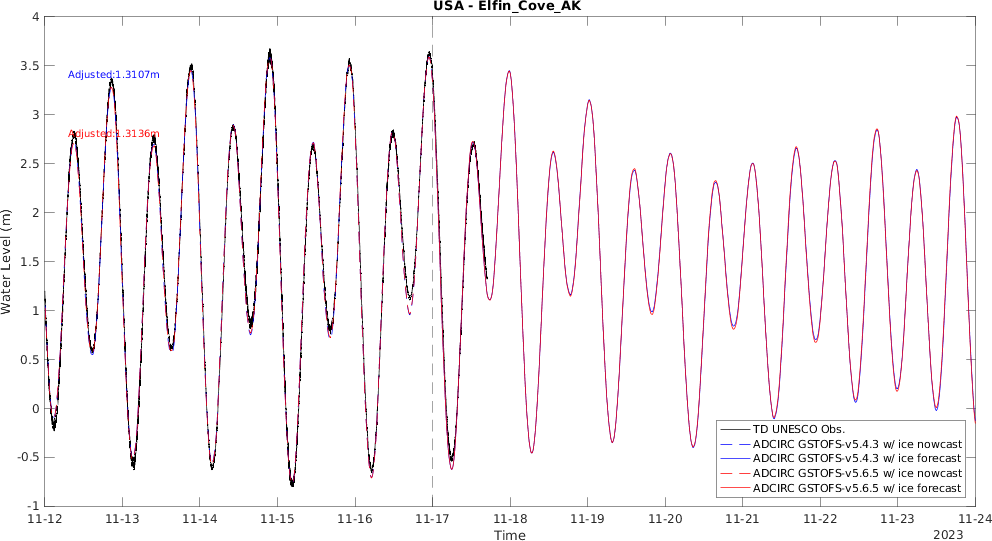 USA - Elfin_Cove_AK
4
3.5
3
2.5
2
1.5
1
0.5
0
-0.5
-1
Water Level (m)
Adjusted:1.3107m
Adjusted:1.3136m
TD UNESCO Obs.
ADCIRC GSTOFS-v5.4.3 w/ ice nowcast
ADCIRC GSTOFS-v5.4.3 w/ ice forecast
ADCIRC GSTOFS-v5.6.5 w/ ice nowcast
ADCIRC GSTOFS-v5.6.5 w/ ice forecast
11-12 11-13 11-14 11-15 11-16 11-17 11-18 11-19 11-20 11-21 11-22 11-23 11-24
Time
2023